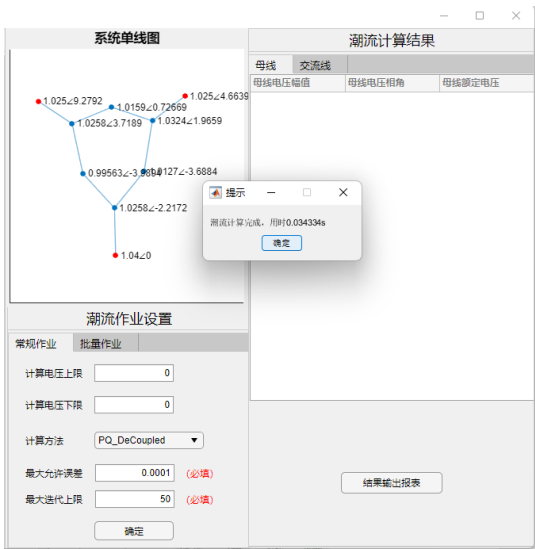 系统单线图
潮流计算结果
母线 交流线
母线电压幅值 母线电压相角 母线额定电压
1.025∠9.2792
1.0159∠0.72669
1.025∠4.6639
1.0258∠3.7189
1.0324∠1.9659
0.99563∠-3.9894
0127∠-3.6884
1.0258∠-2.2172
1.04∠0
提示
潮流计算完成，用时0.034334s
确定
潮流作业设置
常规作业 批量作业
计算电压上限 0
计算电压下限 0
计算方法 PQ_DeCoupled
最大允许误差 0.0001 (必填)
最大迭代上限 50 (必填)
确定
结果输出报表